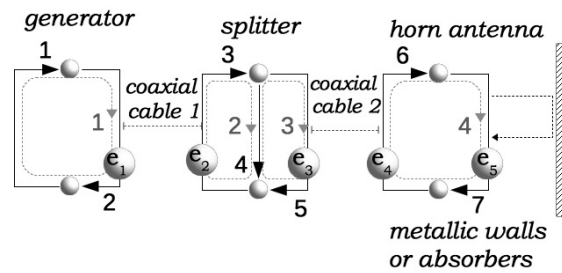 generator
splitter
horn antenna
1
3
6
coaxial
cable 1
coaxial
cable 2
1
2
3
4
4
e1
e2
e3
e4
e5
2
5
7
metallic walls
or absorbers